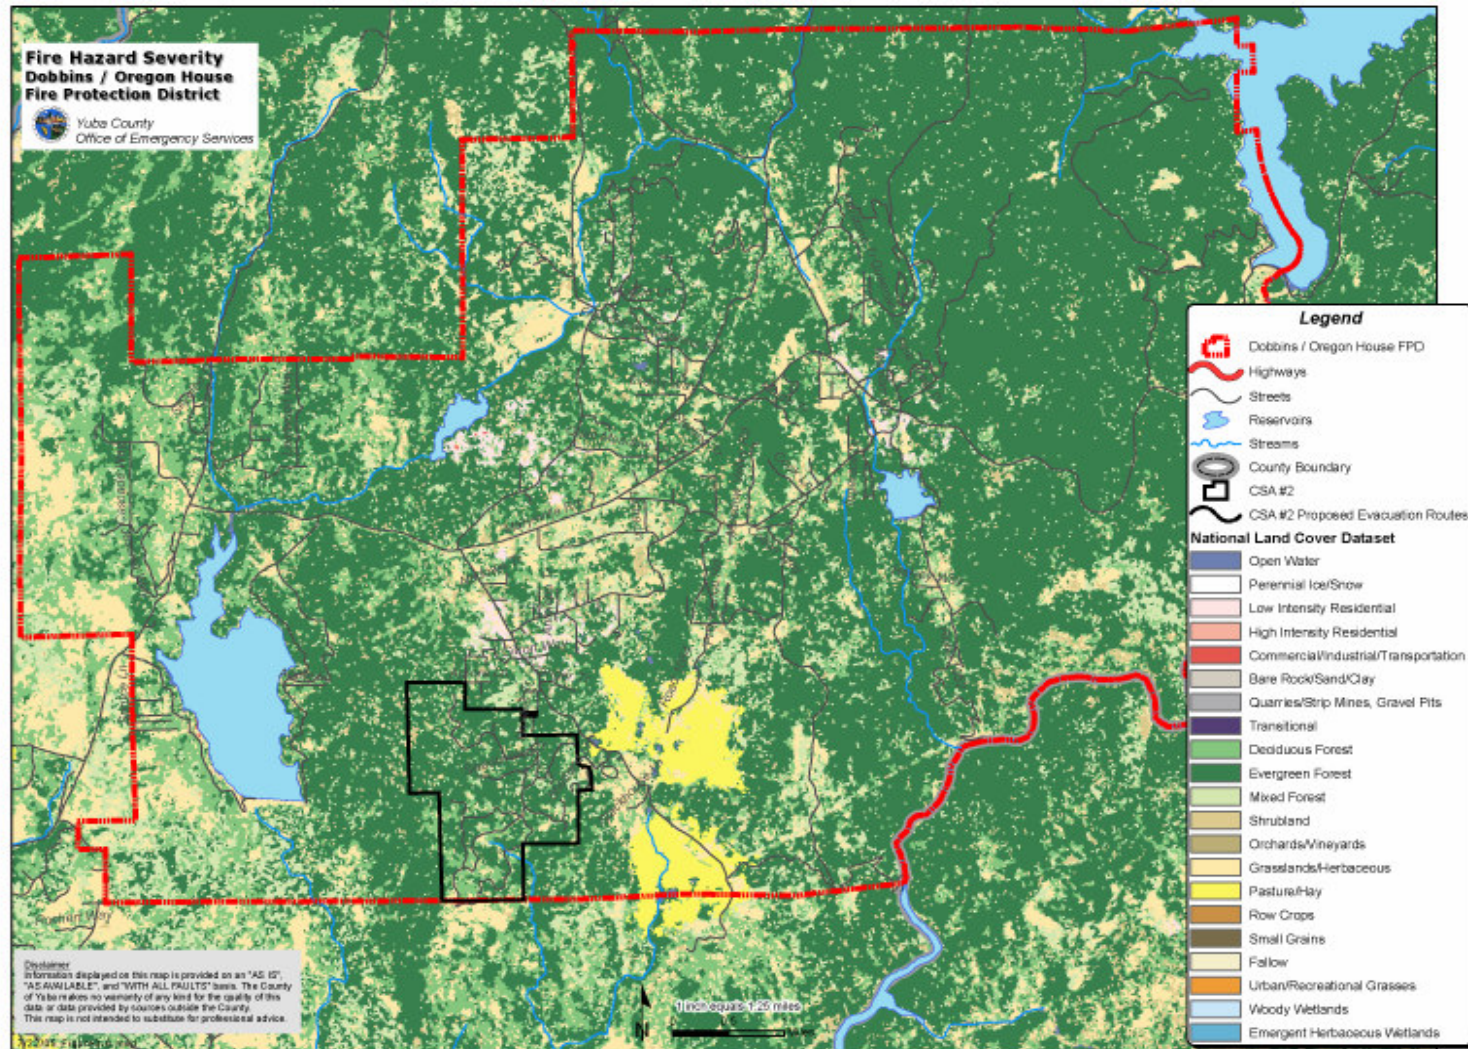 Fire Hazard Severity
Dobbins / Oregon House
Fire Protection District
Yuba County
Office of Emergency Services
Legend
Dobbins / Oregon House FPD
Highways
Streets
Reservoirs
Streams
County Boundary
CSA #2
CSA #2 Proposed Evacuation Routes
National Land Cover Dataset
Open Water
Perennial Ice/Snow
Low Intensity Residential
High Intensity Residential
Commercial/Industrial/Transportation
Bare Rock/Sand/Clay
Quarries/Strip Mines, Gravel Pits
Transitional
Deciduous Forest
Evergreen Forest
Mixed Forest
Shrubland
Orchards/Vineyards
Grasslands/Herbaceous
Pasture/Hay
Row Crops
Small Grains
Fallow
Urban/Recreational Grasses
Woody Wetlands
Emergent Herbaceous Wetlands
Way
Disclaimer
Information displayed on this map is provided on an "AS IS",
"AS AVAILABLE", and "WITH ALL FAULTS" basis. The County
of Yuba makes no warranty of any kind for the quality of this
data or data provided by sources outside the County.
This map is not intended to substitute for professional advice.
1 inch equals 1.25 miles
N
Miles